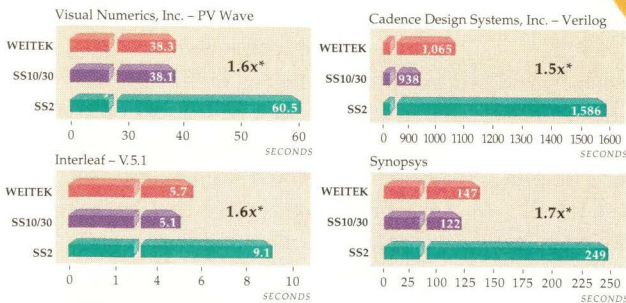 Visual Numerics, Inc. – PV Wave
WEITEK 38.3
SS10/30 38.1
1.6x*
SS2 60.5
0 30 40 50 60
SECONDS
Cadence Design Systems, Inc. – Verilog
WEITEK 1,065
SS10/30 938
1.5x*
SS2 1,586
0 900 1000 1100 1200 1300 1400 1500 1600
SECONDS
Interleaf – V.5.1
WEITEK 5.7
SS10/30 5.1
1.6x*
SS2 9.1
0 1 4 6 8 10
SECONDS
Synopsys
WEITEK 147
SS10/30 122
1.7x*
SS2 249
0 25 100 125 150 175 200 225 250
SECONDS